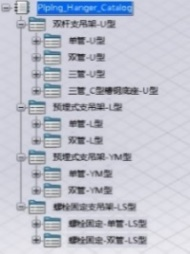 Piping_Hanger_Catalog
双杆支吊架-U型
单管-U型
双管-U型
三管-U型
三管_C型槽钢底座-U型
预埋式支吊架-L型
单管-L型
双管-L型
预埋式支吊架-YM型
单管-YM型
双管-YM型
螺栓固定支吊架-LS型
螺栓固定-单管-LS型
螺栓固定-双管-LS型